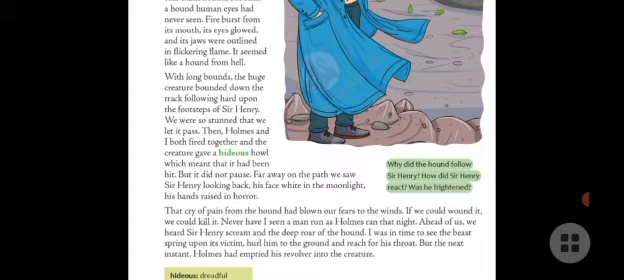 a hound human eyes had
never seen. Fire burst from
its mouth, its eyes glowed,
and its jaws were outlined
in flickering flame. It seemed
like a hound from hell.
With long bounds, the huge
creature bounded down the
track following hard upon
the footsteps of Sir Henry.
We were so stunned that we
let it pass. Then, Holmes and
I both fired together and the
creature gave a hideous howl
which meant that it had been
hit. But it did not pause. Far away on the path we saw
Sir Henry looking back, his face white in the moonlight,
his hands raised in horror.
Why did the hound follow
Sir Henry? How did Sir Henry
react? Was he frightened?
That cry of pain from the hound had blown our fears to the winds. If we could wound it,
we could kill it. Never have I seen a man run as Holmes ran that night. Ahead of us, we
heard Sir Henry scream and the deep roar of the hound. I was in time to see the beast
spring upon its victim, hurl him to the ground and reach for his throat. But the next
instant, Holmes had emptied his revolver into the creature.
hideous: dreadful